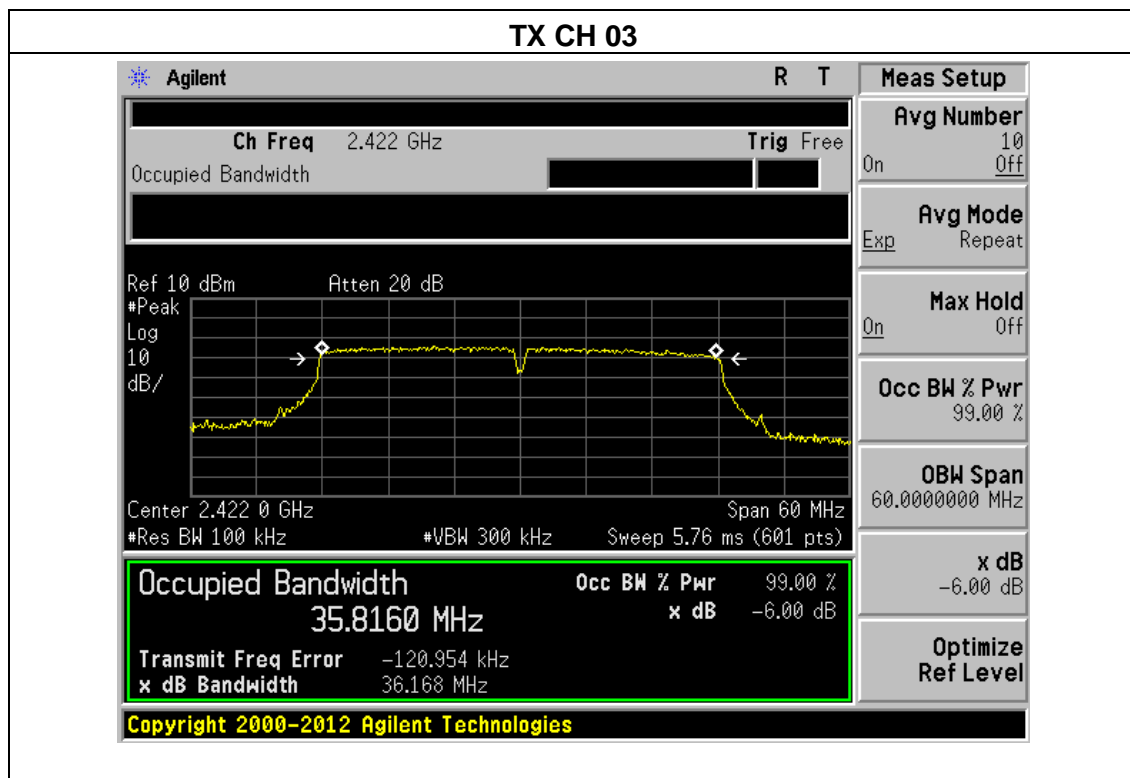 TX CH 03
Agilent R T
Ch Freq 2.422 GHz Trig Free
Occupied Bandwidth
Ref 10 dBm Atten 20 dB
#Peak
Log
10
dB/
Center 2.422 0 GHz Span 60 MHz
#Res BW 100 kHz #VBW 300 kHz Sweep 5.76 ms (601 pts)
Occupied Bandwidth Occ BW % Pwr 99.00 %
35.8160 MHz x dB -6.00 dB
Transmit Freq Error -120.954 kHz
x dB Bandwidth 36.168 MHz
Copyright 2000-2012 Agilent Technologies
Meas Setup
Avg Number
10
On Off
Avg Mode
Exp Repeat
Max Hold
On Off
Occ BW % Pwr
99.00 %
OBW Span
60.0000000 MHz
x dB
-6.00 dB
Optimize
Ref Level